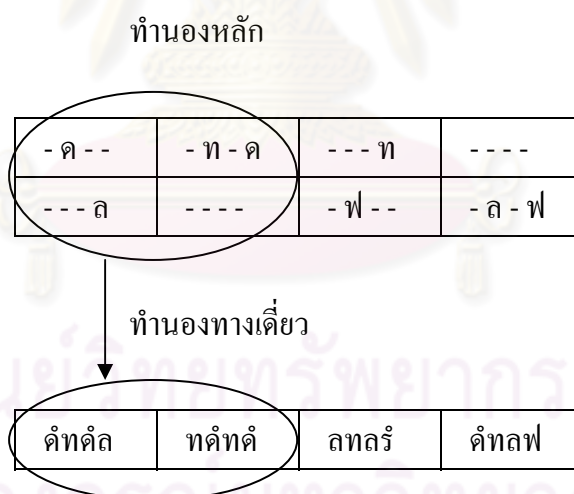 ทำนองหลัก
- ด - - - ท - ด - - - ท - - - -
- - - ล - - - - - ฟ - - - ล - ฟ
ทำนองทางเดี่ยว
ดํทดํล ทดํทดํ ลทลรํ ดํทลฟ